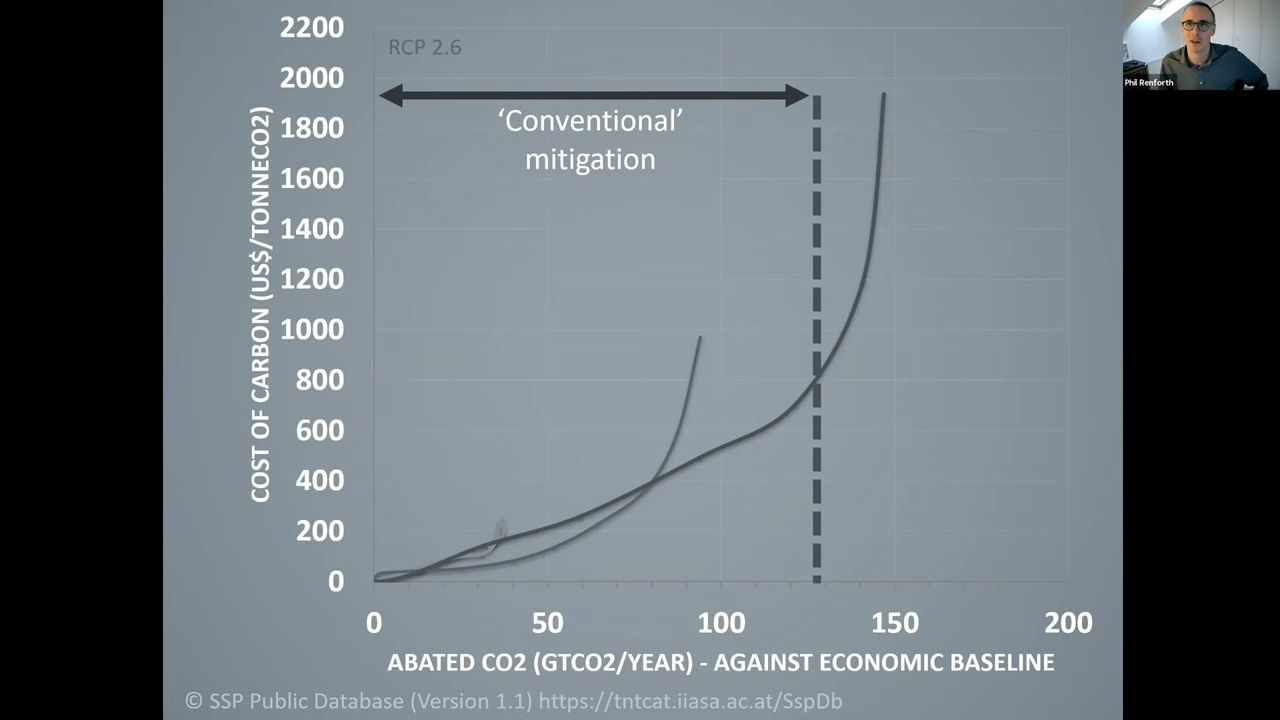 2200
2000
1800
1600
1400
1200
1000
800
600
400
200
0
COST OF CARBON (US$/TONNECO2)
RCP 2.6
‘Conventional’
mitigation
0 50 100 150 200
ABATED CO2 (GTCO2/YEAR) - AGAINST ECONOMIC BASELINE
© SSP Public Database (Version 1.1) https://tntcat.iiasa.ac.at/SspDb
Phil Renforth